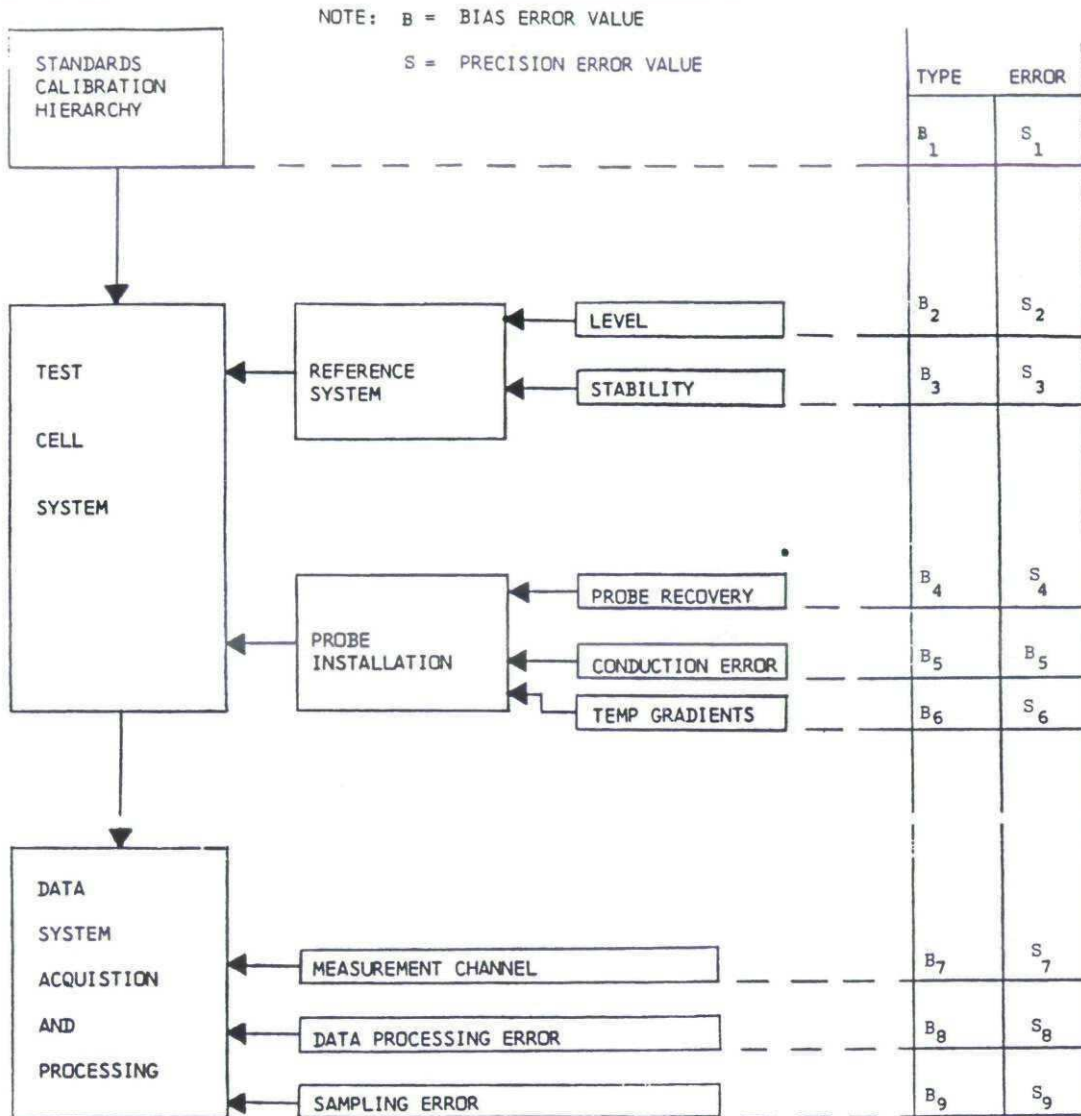 NOTE: B = BIAS ERROR VALUE
S = PRECISION ERROR VALUE
STANDARDS
CALIBRATION
HIERARCHY
TYPE ERROR
B1 S1
TEST
CELL
SYSTEM
REFERENCE
SYSTEM
LEVEL
B2 S2
STABILITY
B3 S3
PROBE
INSTALLATION
PROBE RECOVERY
B4 S4
CONDUCTION ERROR
B5 B5
TEMP GRADIENTS
B6 S6
DATA
SYSTEM
ACQUISTION
AND
PROCESSING
MEASUREMENT CHANNEL
B7 S7
DATA PROCESSING ERROR
B8 S8
SAMPLING ERROR
B9 S9